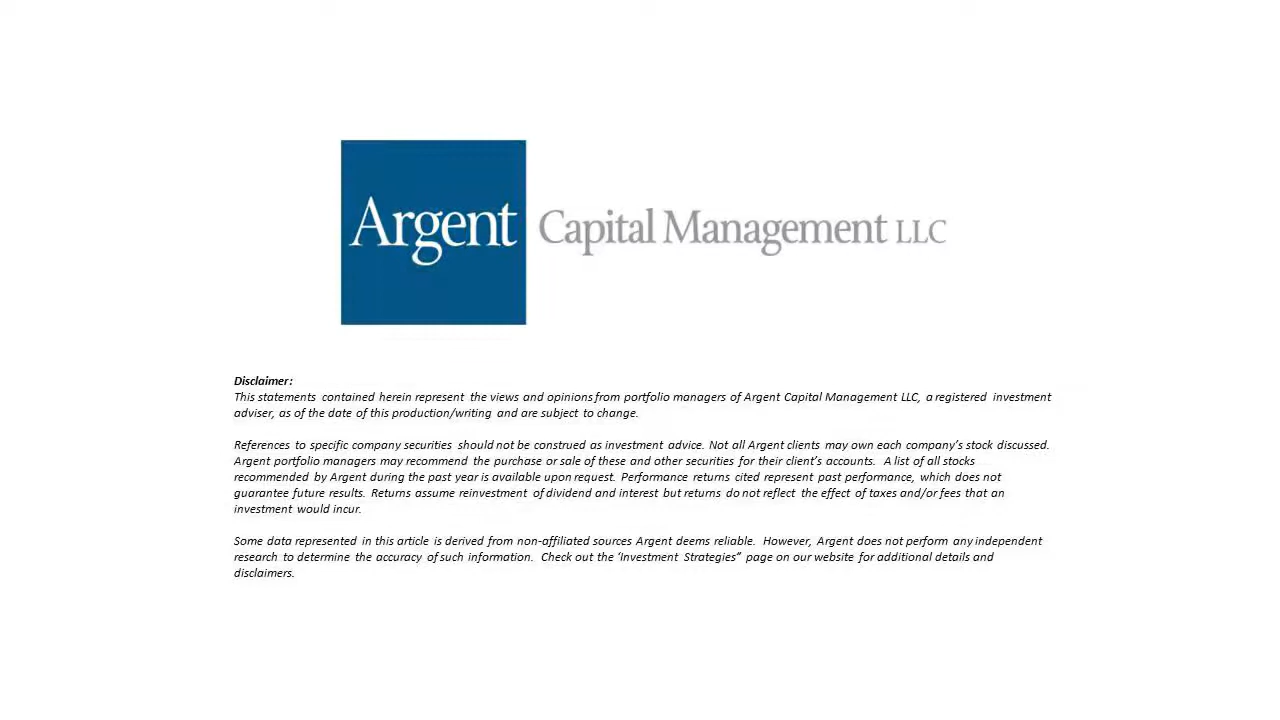 Argent Capital Management LLC
Disclaimer:
This statements contained herein represent the views and opinions from portfolio managers of Argent Capital Management LLC, a registered investment
adviser, as of the date of this production/writing and are subject to change.
References to specific company securities should not be construed as investment advice. Not all Argent clients may own each company's stock discussed.
Argent portfolio managers may recommend the purchase or sale of these and other securities for their client's accounts. A list of all stocks
recommended by Argent during the past year is available upon request. Performance returns cited represent past performance, which does not
guarantee future results. Returns assume reinvestment of dividend and interest but returns do not reflect the effect of taxes and/or fees that an
investment would incur.
Some data represented in this article is derived from non-affiliated sources Argent deems reliable. However, Argent does not perform any independent
research to determine the accuracy of such information. Check out the ‘Investment Strategies” page on our website for additional details and
disclaimers.